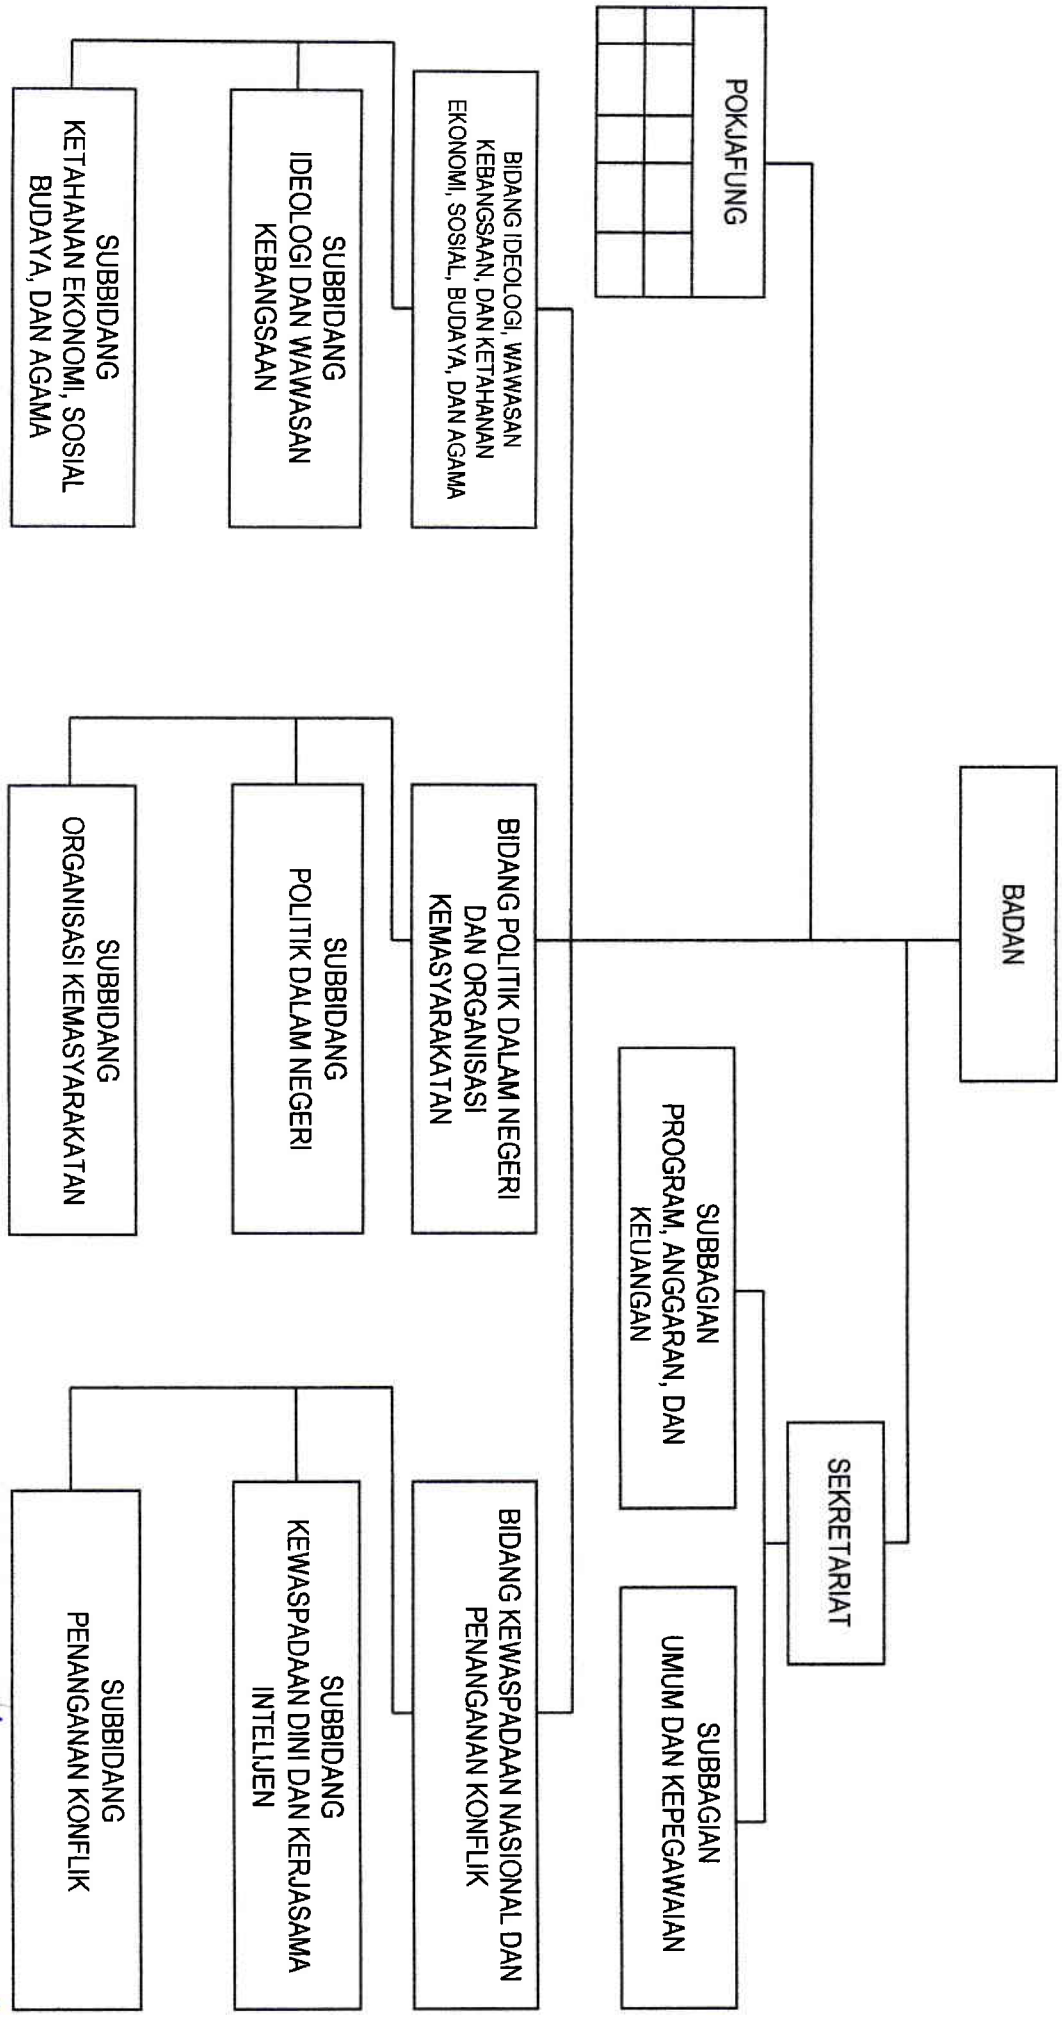 BADAN
POKJAFUNG
SEKRETARIAT
SUBBAGIAN
PROGRAM, ANGGARAN, DAN
KEUANGAN
SUBBAGIAN
UMUM DAN KEPEGAWAIAN
BIDANG IDEOLOGI, WAWASAN
KEBANGSAAN, DAN KETAHANAN
EKONOMI, SOSIAL, BUDAYA, DAN AGAMA
BIDANG POLITIK DALAM NEGERI
DAN ORGANISASI
KEMASYARAKATAN
BIDANG KEWASPADAAN NASIONAL DAN
PENANGANAN KONFLIK
SUBBIDANG
IDEOLOGI DAN WAWASAN
KEBANGSAAN
SUBBIDANG
POLITIK DALAM NEGERI
SUBBIDANG
KEWASPADAAN DINI DAN KERJASAMA
INTELIJEN
SUBBIDANG
KETAHANAN EKONOMI, SOSIAL
BUDAYA, DAN AGAMA
SUBBIDANG
ORGANISASI KEMASYARAKATAN
SUBBIDANG
PENANGANAN KONFLIK